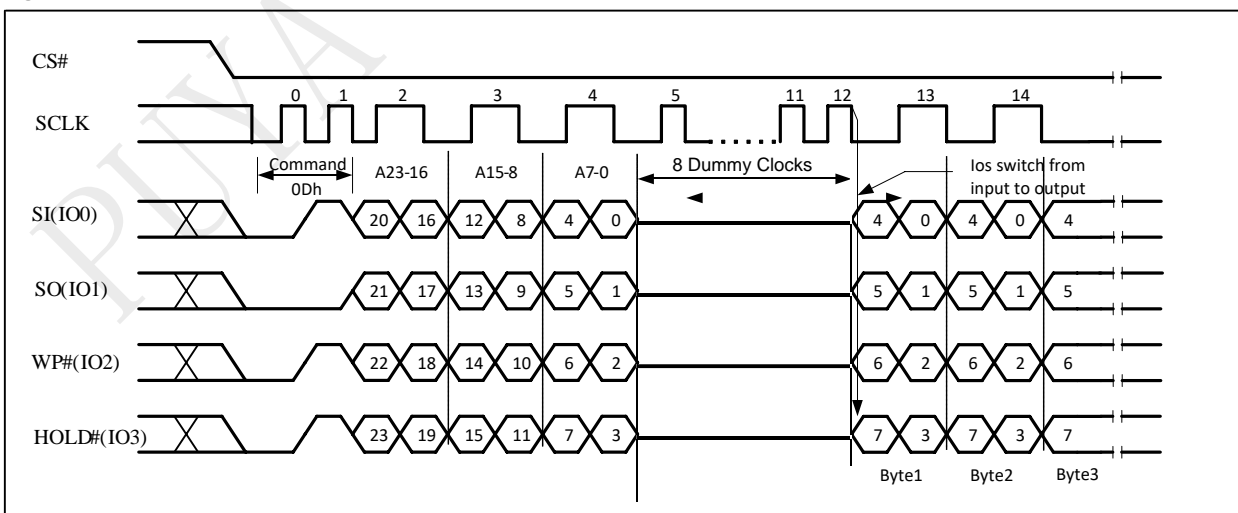 PUYA
CS#
SCLK
0 1 2 3 4 5 11 12 13 14
Command
0Dh
A23-16 A15-8 A7-0
8 Dummy Clocks
Ios switch from
input to output
SI(IO0)
20 16 12 8 4 0 4 0 4 0 4
SO(IO1)
21 17 13 9 5 1 5 1 5 1 5
WP#(IO2)
22 18 14 10 6 2 6 2 6 2 6
HOLD#(IO3)
23 19 15 11 7 3 7 3 7 3 7
Byte1 Byte2 Byte3